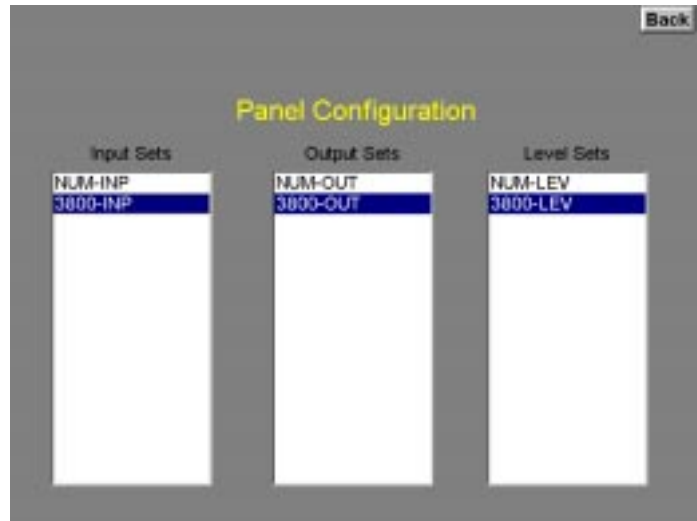 Back
Panel Configuration
Input Sets Output Sets Level Sets
NUM-INP NUM-OUT NUM-LEV
3800-INP 3800-OUT 3800-LEV